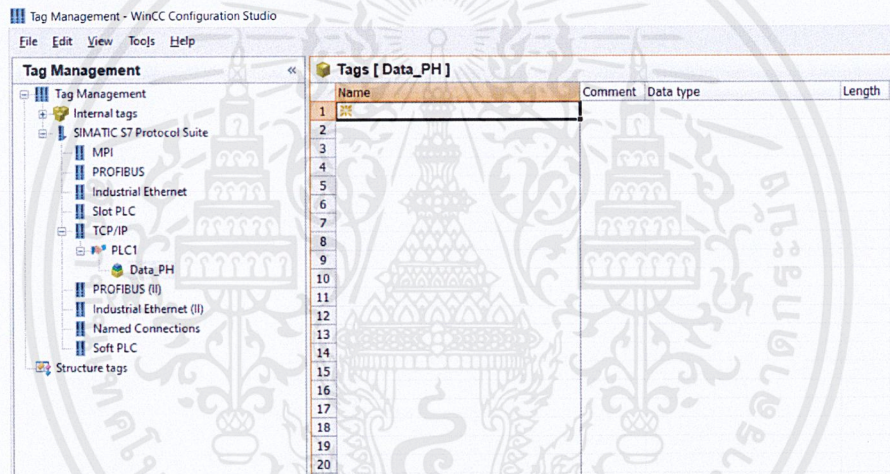 Tag Management - WinCC Configuration Studio
File Edit View Tools Help
Tag Management «
Tag Management
Internal tags
SIMATIC S7 Protocol Suite
MPI
PROFIBUS
Industrial Ethernet
Slot PLC
TCP/IP
PLC1
Data_PH
PROFIBUS (II)
Industrial Ethernet (II)
Named Connections
Soft PLC
Structure tags
Tags [ Data_PH ]
Name Comment Data type Length
1
2
3
4
5
6
7
8
9
10
11
12
13
14
15
16
17
18
19
20